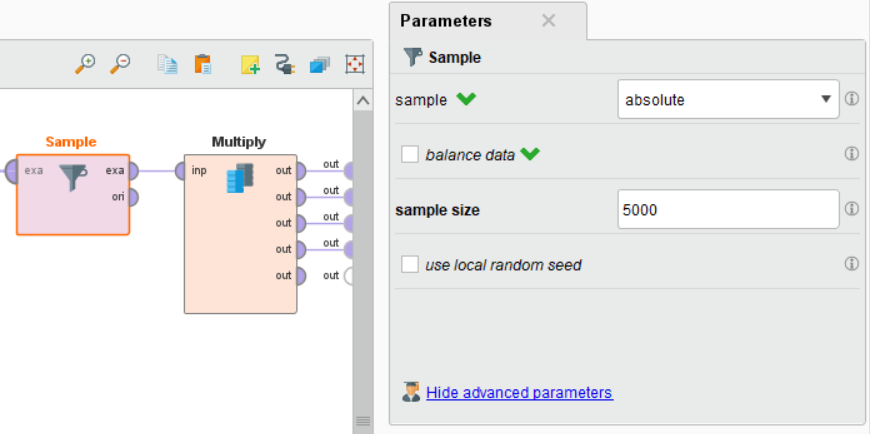 Parameters
Sample
sample
absolute
balance data
sample size
5000
use local random seed
Hide advanced parameters
Sample
exa
exa
ori
Multiply
inp
out
out
out
out
out
out
out
out
out
out